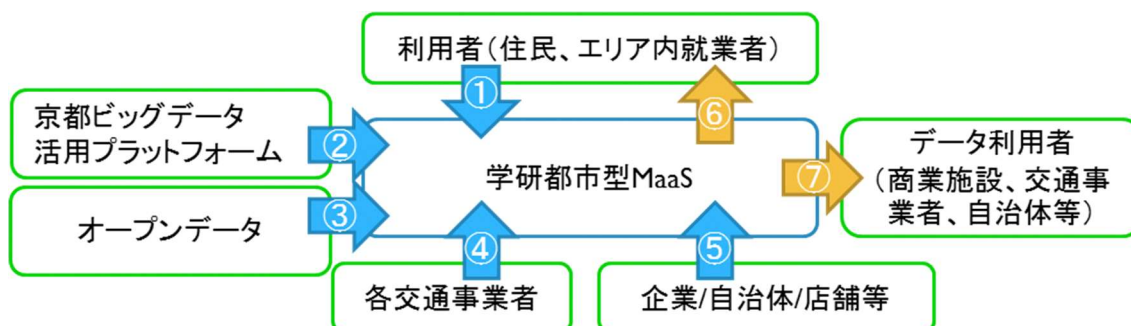 利用者（住民、エリア内就業者）
①
⑥
京都ビッグデータ
活用プラットフォーム
②
学研都市型MaaS
⑦
データ利用者
（商業施設、交通事
業者、自治体等）
オープンデータ
③
④
⑤
各交通事業者
企業/自治体/店舗等